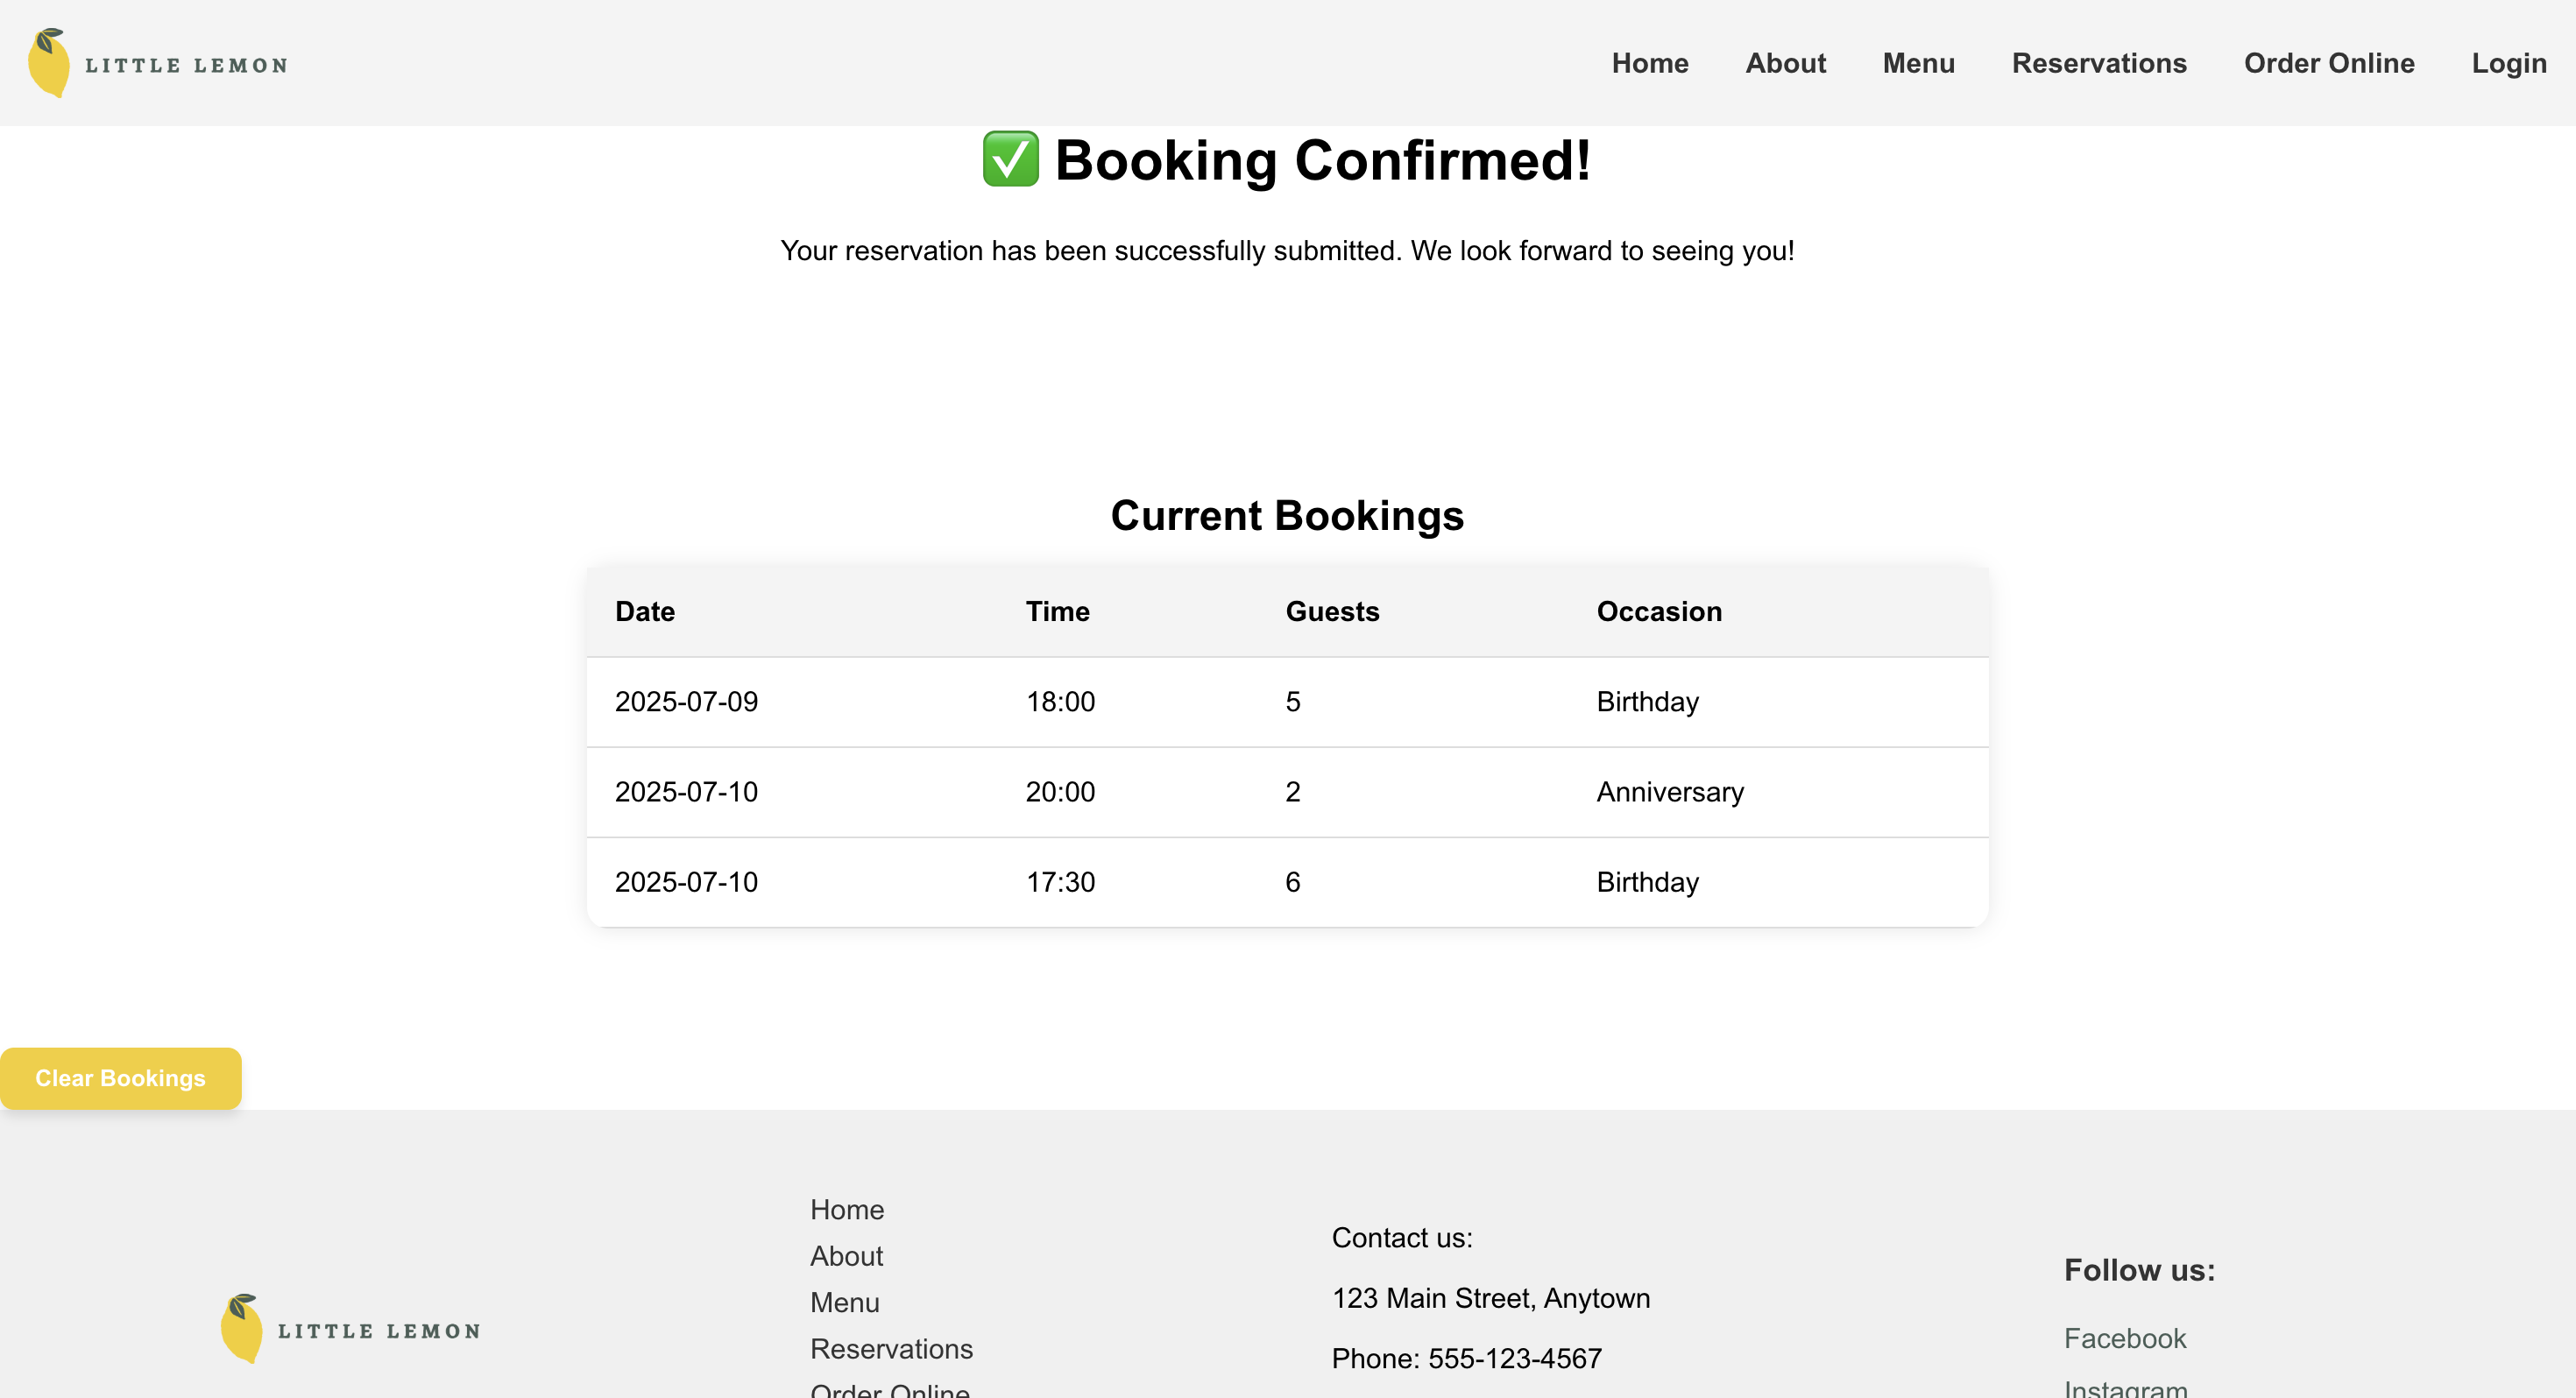 LITTLE LEMON
Home About Menu Reservations Order Online Login
✅ Booking Confirmed!
Your reservation has been successfully submitted. We look forward to seeing you!
Current Bookings
Date Time Guests Occasion
2025-07-09 18:00 5 Birthday
2025-07-10 20:00 2 Anniversary
2025-07-10 17:30 6 Birthday
Clear Bookings
LITTLE LEMON
Home
About
Menu
Reservations
Order Online
Contact us:
123 Main Street, Anytown
Phone: 555-123-4567
Follow us:
Facebook
Instagram